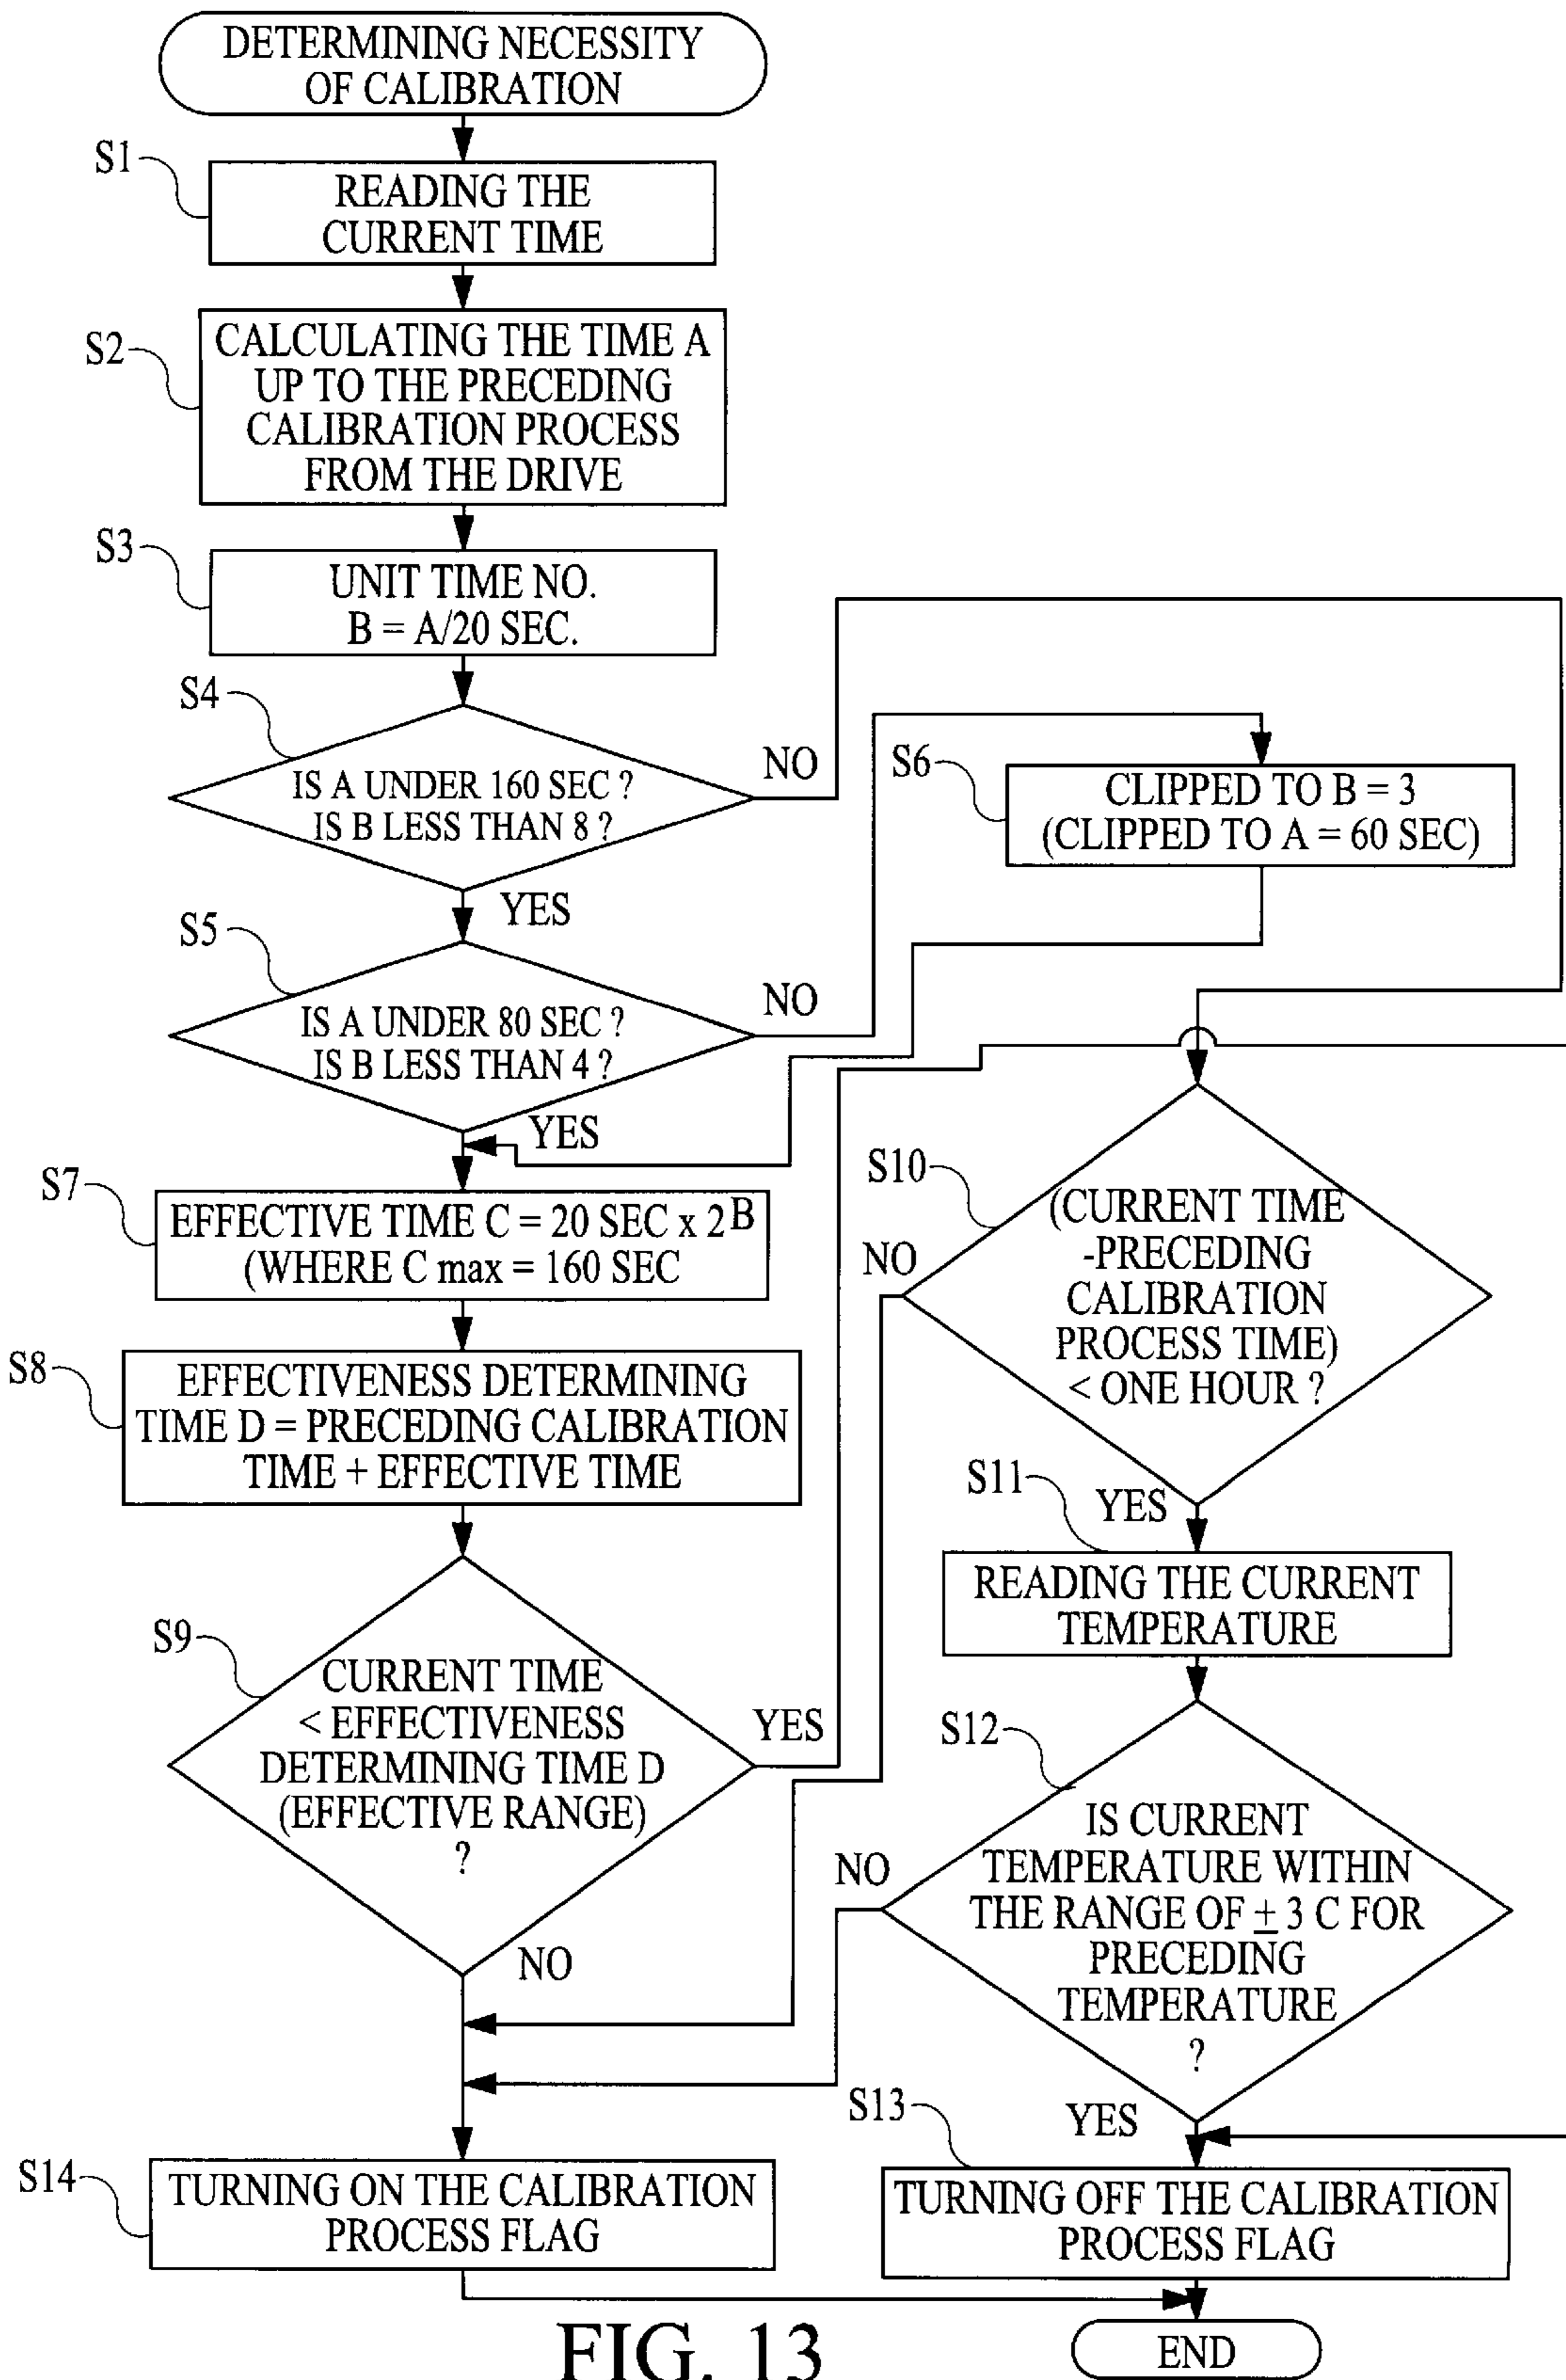 DETERMINING NECESSITY
OF CALIBRATION
S1
READING THE
CURRENT TIME
S2
CALCULATING THE TIME A
UP TO THE PRECEDING
CALIBRATION PROCESS
FROM THE DRIVE
S3
UNIT TIME NO.
B = A/20 SEC.
S4
IS A UNDER 160 SEC ?
IS B LESS THAN 8 ?
NO
YES
S5
IS A UNDER 80 SEC ?
IS B LESS THAN 4 ?
NO
YES
S6
CLIPPED TO B = 3
(CLIPPED TO A = 60 SEC)
S7
EFFECTIVE TIME C = 20 SEC x 2^B
(WHERE C max = 160 SEC
S8
EFFECTIVENESS DETERMINING
TIME D = PRECEDING CALIBRATION
TIME + EFFECTIVE TIME
S9
CURRENT TIME
< EFFECTIVENESS
DETERMINING TIME D
(EFFECTIVE RANGE)
?
YES
NO
S10
(CURRENT TIME
-PRECEDING
CALIBRATION
PROCESS TIME)
< ONE HOUR ?
NO
YES
S11
READING THE CURRENT
TEMPERATURE
S12
IS CURRENT
TEMPERATURE WITHIN
THE RANGE OF ± 3 C FOR
PRECEDING
TEMPERATURE
?
NO
YES
S13
TURNING OFF THE CALIBRATION
PROCESS FLAG
S14
TURNING ON THE CALIBRATION
PROCESS FLAG
END
FIG. 13